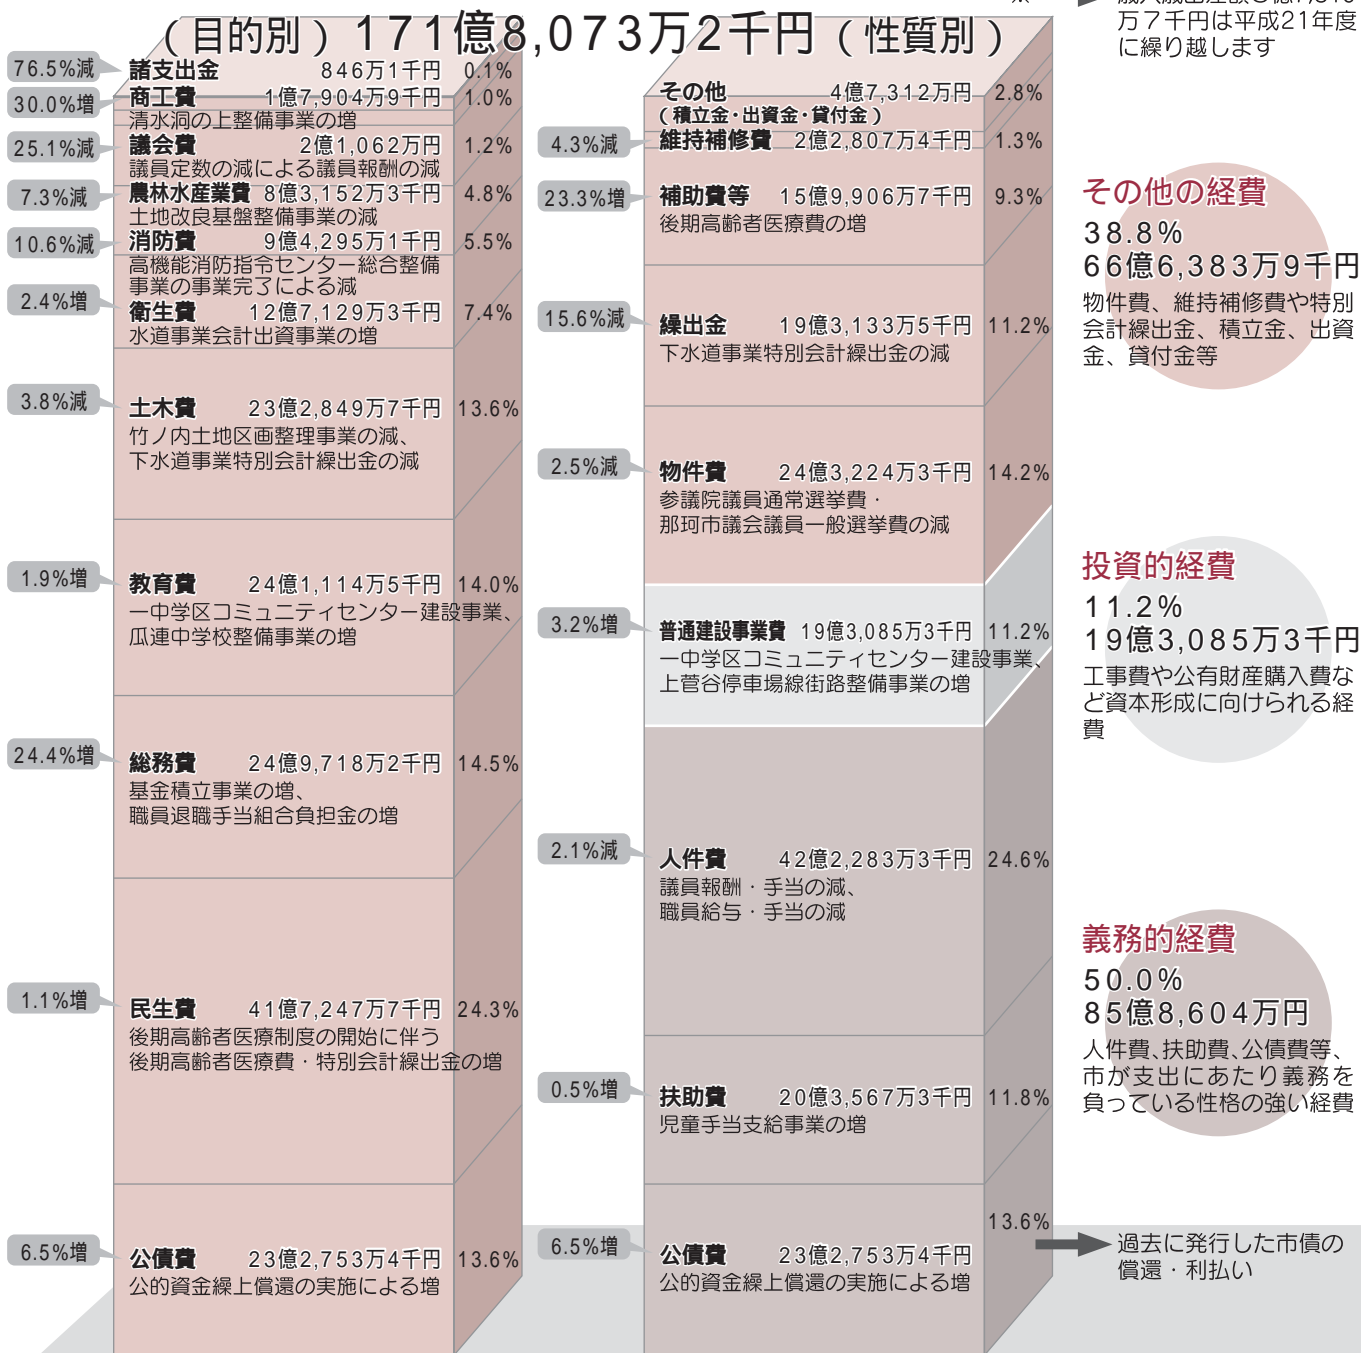 ※
万7千円は平成21年度
に繰り越します
(目的別) 171億8,073万2千円 (性質別)
76.5%減 諸支出金 846万1千円 0.1%
30.0%増 商工費 1億7,904万9千円 1.0%
清水洞の上整備事業の増
25.1%減 議会費 2億1,062万円 1.2%
議員定数の減による議員報酬の減
7.3%減 農林水産業費 8億3,152万3千円 4.8%
土地改良基盤整備事業の減
10.6%減 消防費 9億4,295万1千円 5.5%
高機能消防指令センター総合整備
事業の事業完了による減
2.4%増 衛生費 12億7,129万3千円 7.4%
水道事業会計出資事業の増
3.8%減 土木費 23億2,849万7千円 13.6%
竹ノ内土地区画整理事業の減、
下水道事業特別会計繰出金の減
1.9%増 教育費 24億1,114万5千円 14.0%
一中学区コミュニティセンター建設事業、
瓜連中学校整備事業の増
24.4%増 総務費 24億9,718万2千円 14.5%
基金積立事業の増、
職員退職手当組合負担金の増
1.1%増 民生費 41億7,247万7千円 24.3%
後期高齢者医療制度の開始に伴う
後期高齢者医療費・特別会計繰出金の増
6.5%増 公債費 23億2,753万4千円 13.6%
公的資金繰上償還の実施による増
その他 4億7,312万円 2.8%
(積立金・出資金・貸付金)
4.3%減 維持補修費 2億2,807万4千円 1.3%
23.3%増 補助費等 15億9,906万7千円 9.3%
後期高齢者医療費の増
15.6%減 繰出金 19億3,133万5千円 11.2%
下水道事業特別会計繰出金の減
2.5%減 物件費 24億3,224万3千円 14.2%
参議院議員通常選挙費・
那珂市議会議員一般選挙費の減
3.2%増 普通建設事業費 19億3,085万3千円 11.2%
一中学区コミュニティセンター建設事業、
上菅谷停車場線街路整備事業の増
2.1%減 人件費 42億2,283万3千円 24.6%
議員報酬・手当の減、
職員給与・手当の減
0.5%増 扶助費 20億3,567万3千円 11.8%
児童手当支給事業の増
6.5%増 公債費 23億2,753万4千円 13.6%
公的資金繰上償還の実施による増
その他の経費
38.8%
66億6,383万9千円
物件費、維持補修費や特別
会計繰出金、積立金、出資
金、貸付金等
投資的経費
11.2%
19億3,085万3千円
工事費や公有財産購入費な
ど資本形成に向けられる経
費
義務的経費
50.0%
85億8,604万円
人件費、扶助費、公債費等、
市が支出にあたり義務を
負っている性格の強い経費
過去に発行した市債の
償還・利払い